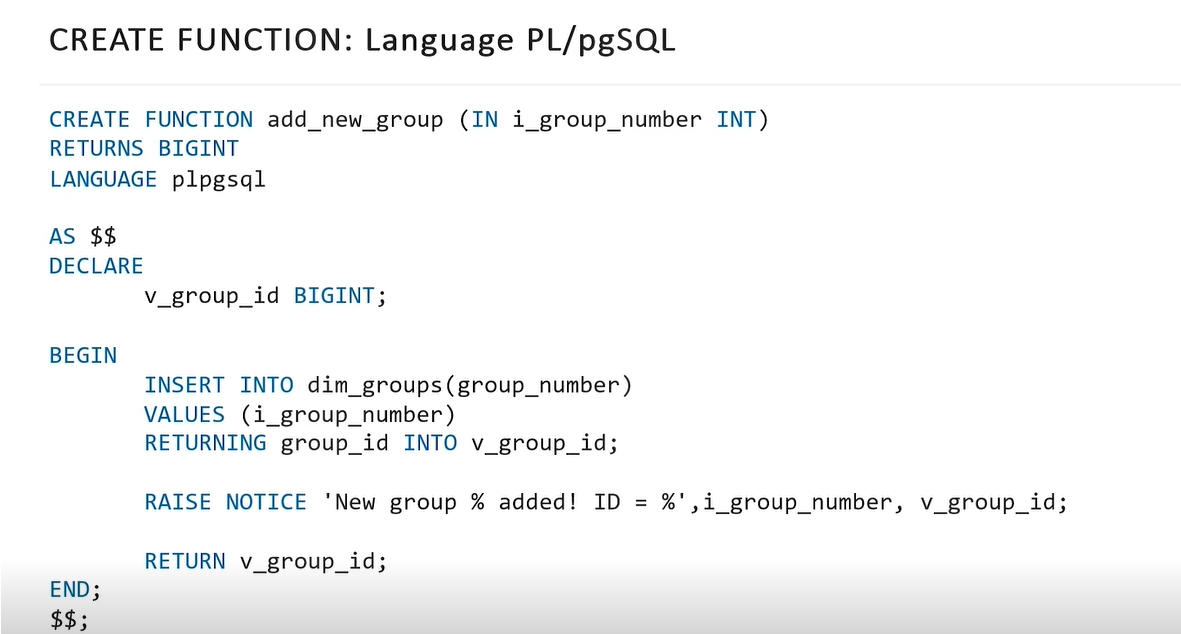 CREATE FUNCTION: Language PL/pgSQL
CREATE FUNCTION add_new_group (IN i_group_number INT)
RETURNS BIGINT
LANGUAGE plpgsql
AS $$
DECLARE
v_group_id BIGINT;
BEGIN
INSERT INTO dim_groups(group_number)
VALUES (i_group_number)
RETURNING group_id INTO v_group_id;
RAISE NOTICE 'New group % added! ID = %',i_group_number, v_group_id;
RETURN v_group_id;
END;
$$;